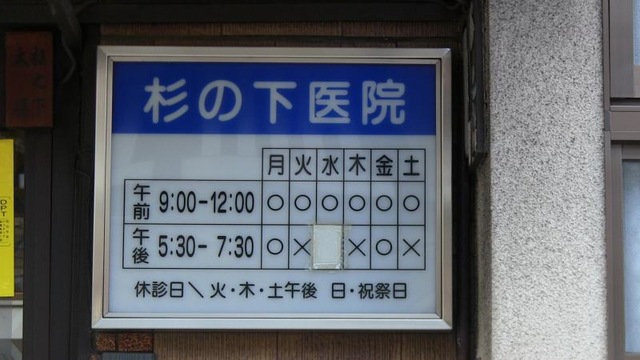 杉の下医院
月 火 水 木 金 土
午前 9:00-12:00 ○ ○ ○ ○ ○ ○
午後 5:30- 7:30 ○ × × ○ ×
休診日＼ 火・木・土午後 日・祝祭日